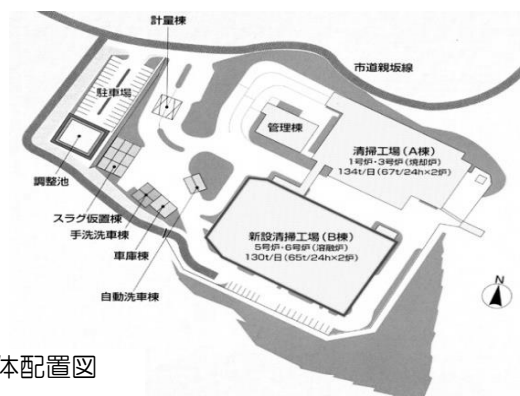 計量棟
市道親坂線
駐車場
管理棟
清掃工場(A棟)
1号炉・3号炉(焼却炉)
134t/日(67t/24h×2炉)
調整池
スラグ仮置棟
手洗洗車棟
新設清掃工場(B棟)
5号炉・6号炉(溶融炉)
130t/日(65t/24h×2炉)
車庫棟
自動洗車棟
N
体配置図